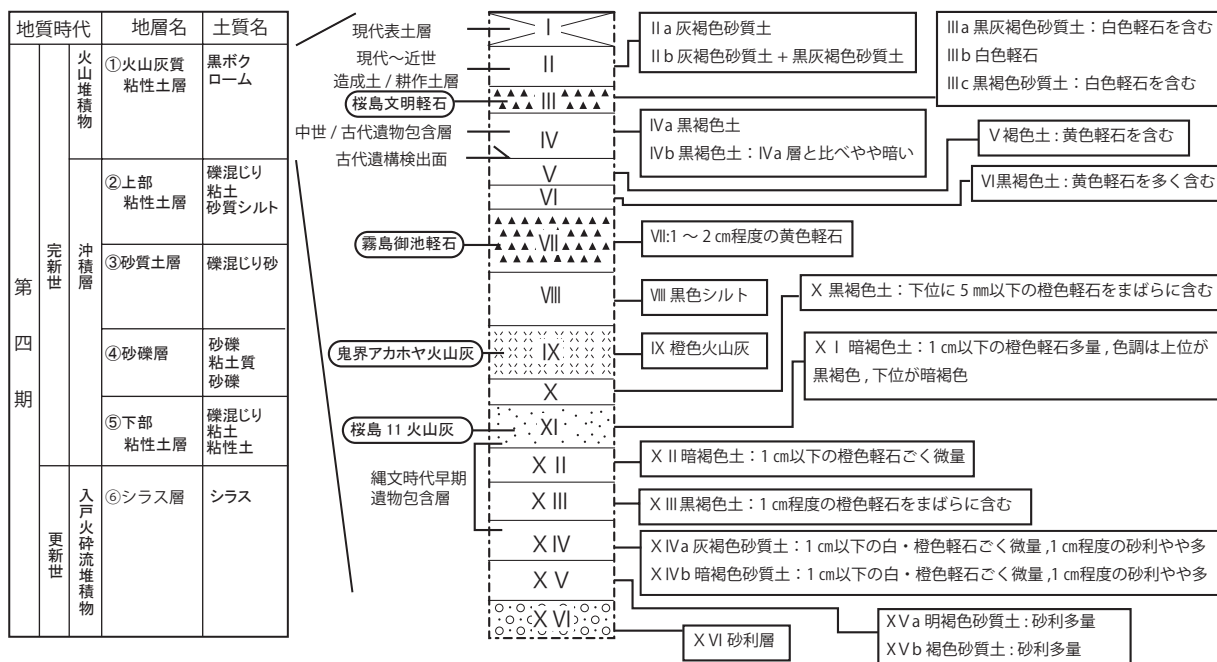 地質時代
地層名
土質名
第四期
完新世
更新世
火山堆積物
沖積層
入戸火砕流堆積物
①火山灰質
粘性土層
黒ボク
ローム
②上部
粘性土層
礫混じり
粘土
砂質シルト
③砂質土層
礫混じり砂
④砂礫層
砂礫
粘土質
砂礫
⑤下部
粘性土層
礫混じり
粘土
粘性土
⑥シラス層
シラス
現代表土層
現代～近世
造成土 / 耕作土層
桜島文明軽石
中世 / 古代遺物包含層
古代遺構検出面
霧島御池軽石
鬼界アカホヤ火山灰
桜島 11 火山灰
縄文時代早期
遺物包含層
I
II
III
IV
V
VI
VII
VIII
IX
X
XI
X II
X III
X IV
X V
X VI
II a 灰褐色砂質土
II b 灰褐色砂質土 + 黒灰褐色砂質土
IIIa 黒灰褐色砂質土：白色軽石を含む
IIIb 白色軽石
IIIc 黒褐色砂質土：白色軽石を含む
IVa 黒褐色土
IVb 黒褐色土：IVa 層と比べやや暗い
V 褐色土 : 黄色軽石を含む
VI黒褐色土 : 黄色軽石を多く含む
VII:1 ～ 2 ㎝程度の黄色軽石
VIII 黒色シルト
X 黒褐色土：下位に 5 ㎜以下の橙色軽石をまばらに含む
IX 橙色火山灰
X I 暗褐色土：1 ㎝以下の橙色軽石多量 , 色調は上位が
黒褐色 , 下位が暗褐色
X II 暗褐色土：1 ㎝以下の橙色軽石ごく微量
X III 黒褐色土：1 ㎝程度の橙色軽石をまばらに含む
X IVa 灰褐色砂質土：1 ㎝以下の白・橙色軽石ごく微量 ,1 ㎝程度の砂利やや多
X IVb 暗褐色砂質土：1 ㎝以下の白・橙色軽石ごく微量 ,1 ㎝程度の砂利やや多
X V a 明褐色砂質土 : 砂利多量
X V b 褐色砂質土 : 砂利多量
X VI 砂利層